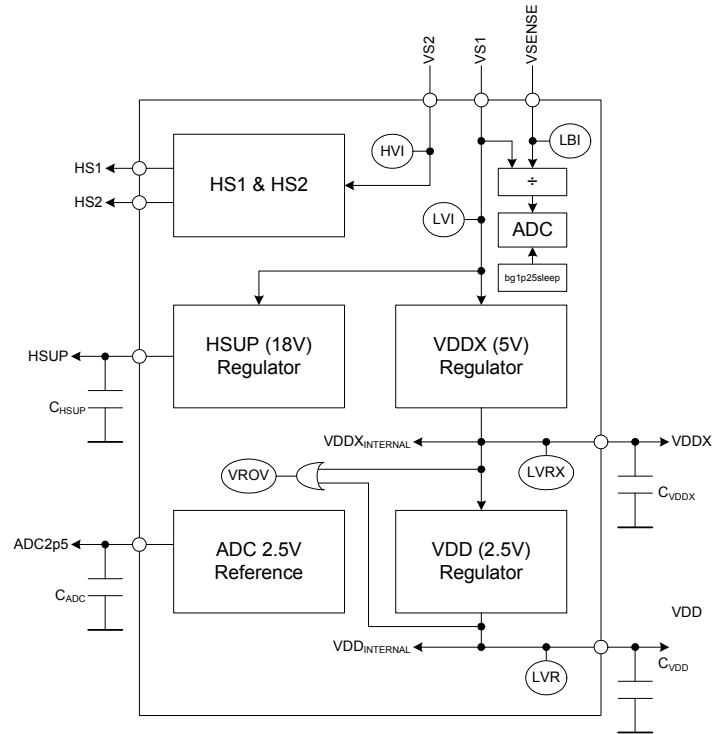 VS2
VS1
VSENSE
HVI
LBI
HS1
HS2
HS1 & HS2
÷
LVI
ADC
bg1p25sleep
HSUP
HSUP (18V)
Regulator
VDDX (5V)
Regulator
CHSUP
VDDXINTERNAL
VDDX
VROV
LVRX
CVDDX
ADC2p5
ADC 2.5V
Reference
VDD (2.5V)
Regulator
CADC
VDD
VDDINTERNAL
LVR
CVDD